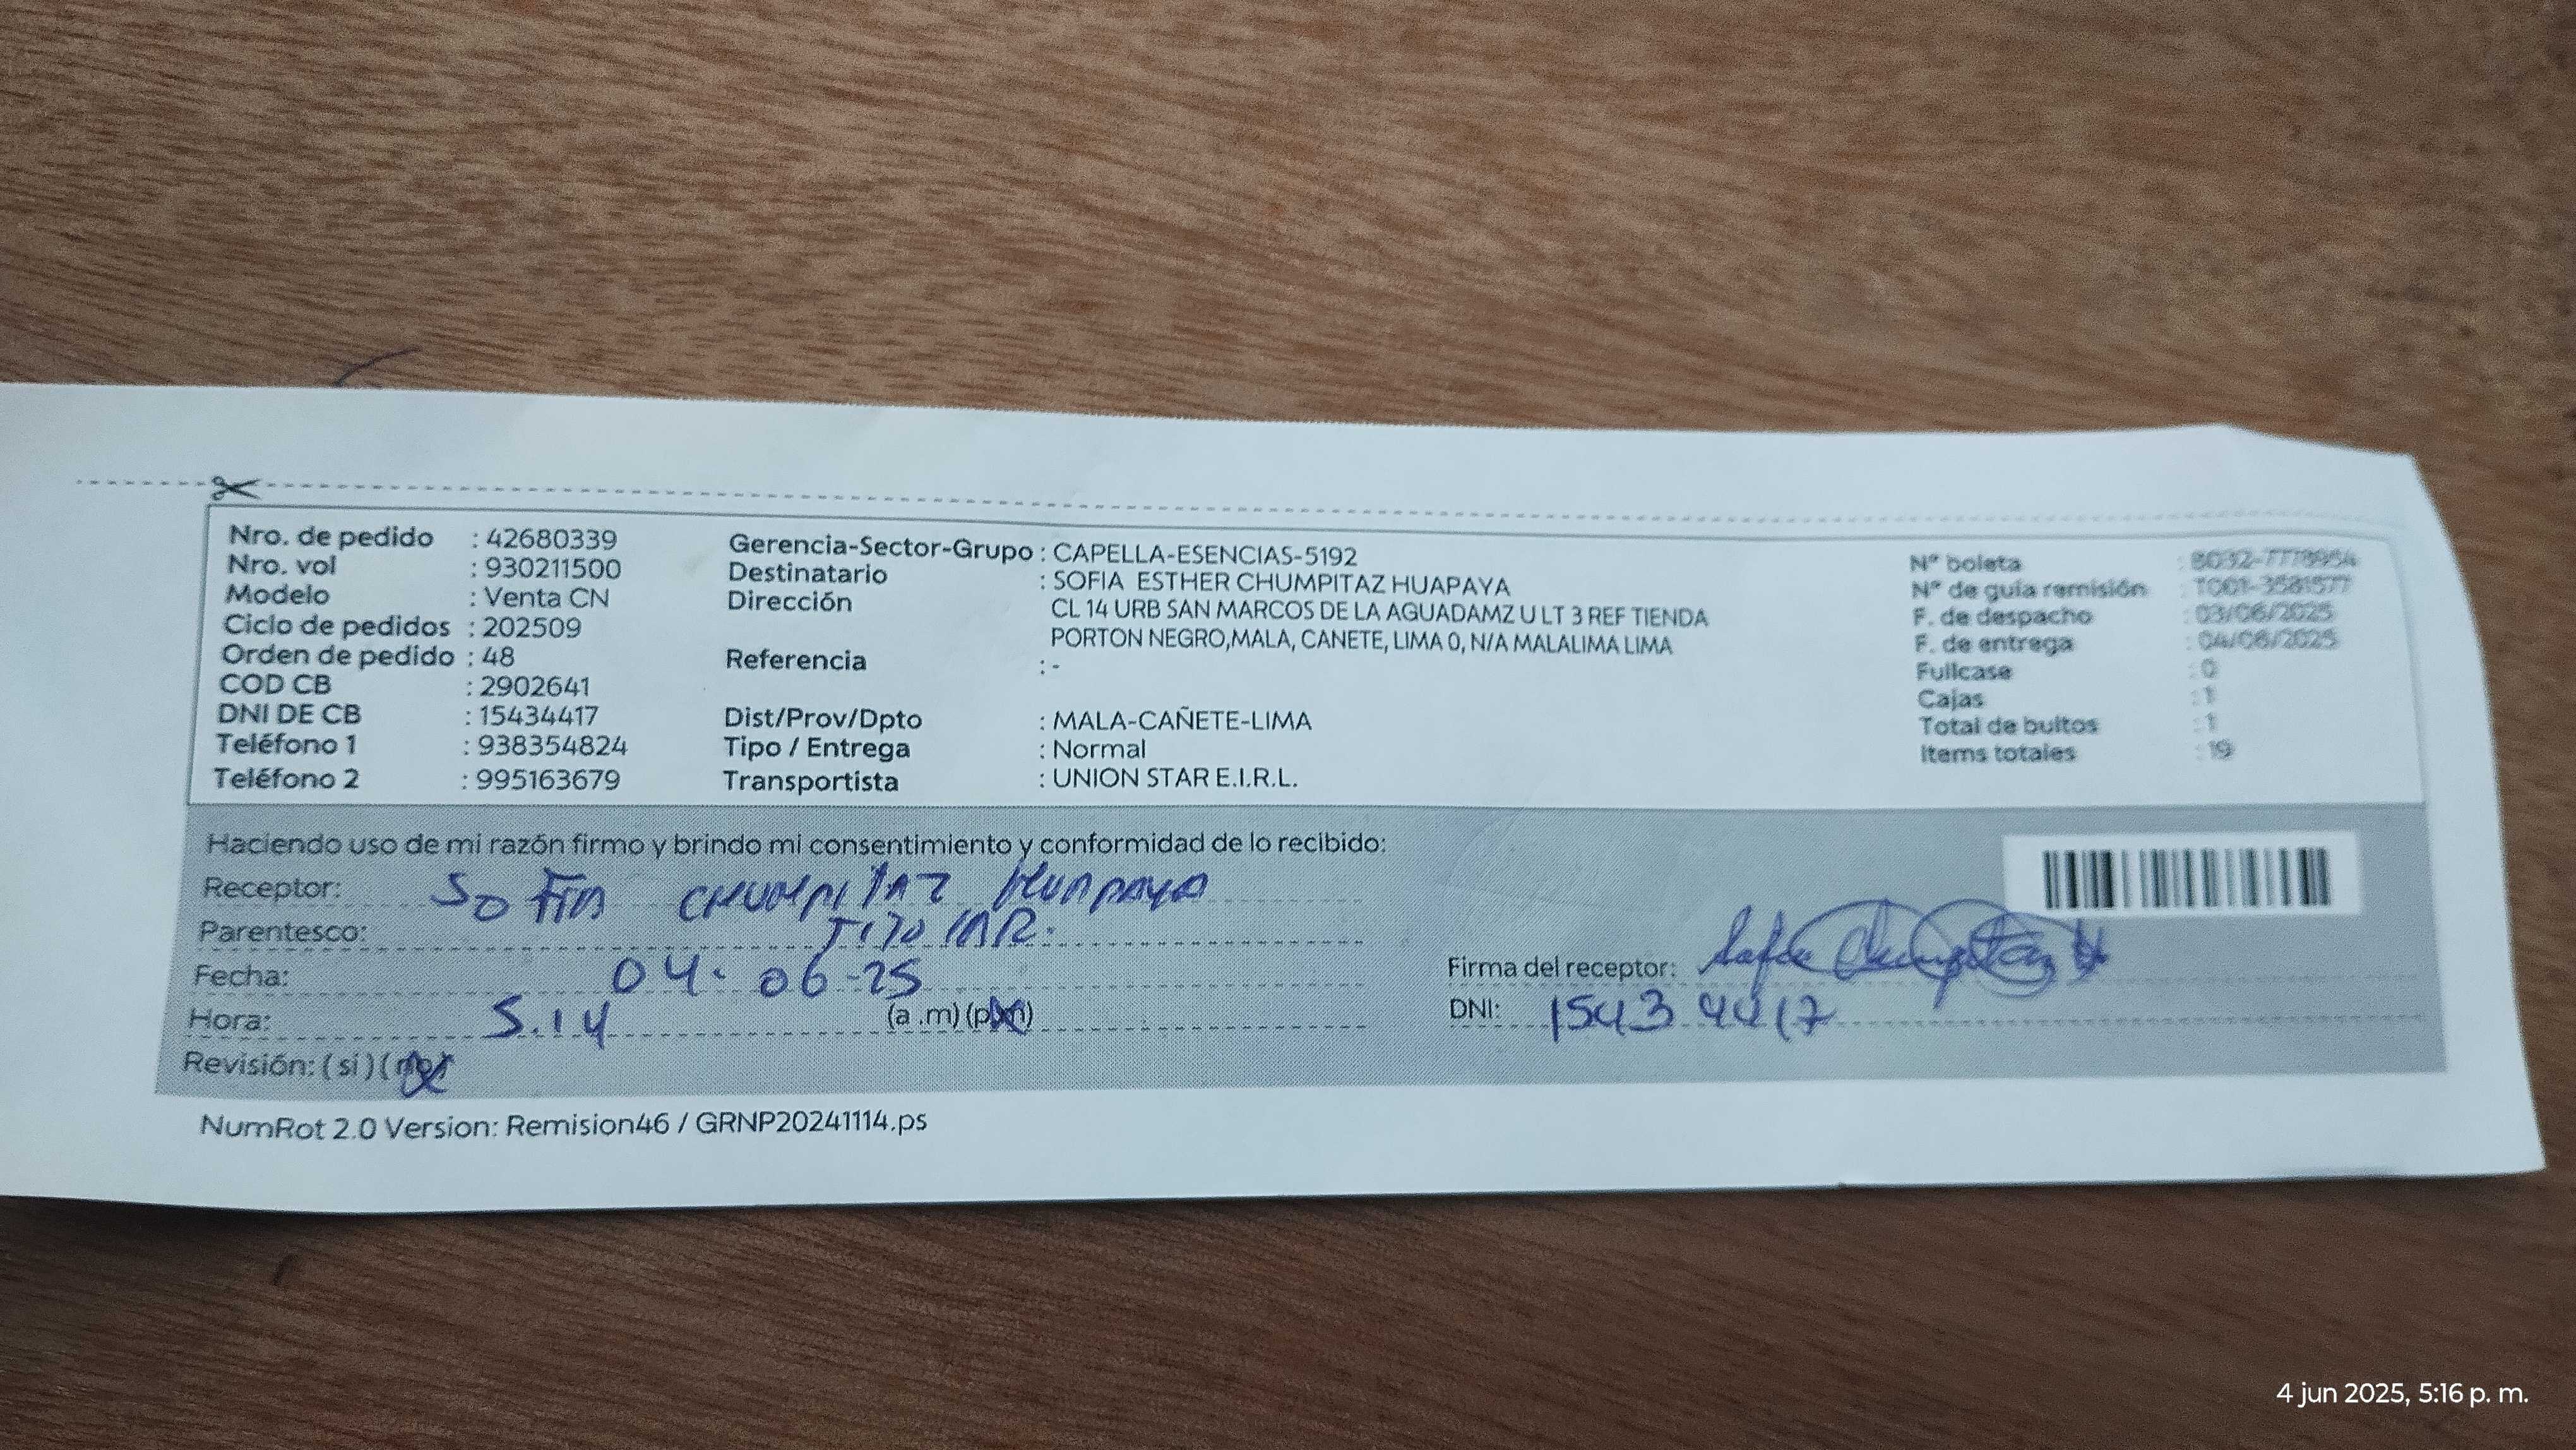 Nro. de pedido : 42680339
Nro. vol : 930211500
Modelo : Venta CN
Ciclo de pedidos : 202509
Orden de pedido : 48
COD CB : 2902641
DNI DE CB : 15434417
Teléfono 1 : 938354824
Teléfono 2 : 995163679
Gerencia-Sector-Grupo : CAPELLA-ESENCIAS-5192
Destinatario : SOFIA ESTHER CHUMPITAZ HUAPAYA
Dirección CL 14 URB SAN MARCOS DE LA AGUADAMZ U LT 3 REF TIENDA
PORTON NEGRO,MALA, CANETE, LIMA 0, N/A MALALIMA LIMA
Referencia : -
Dist/Prov/Dpto : MALA-CAÑETE-LIMA
Tipo / Entrega : Normal
Transportista : UNION STAR E.I.R.L.
N° boleta
N° de guía remisión : T001-3581577
F. de despacho : 03/06/2025
F. de entrega : 04/06/2025
Fullcase : 0
Cajas : 1
Total de bultos : 1
Items totales : 19
Haciendo uso de mi razón firmo y brindo mi consentimiento y conformidad de lo recibido:
Receptor: SOFIA CHUMPITAZ HUAPAYA
Parentesco: TITULAR.
Fecha: 04. 06-25
Hora: 5.14 (a .m) (p.m)
Revisión: ( si ) ( no )
Firma del receptor:
DNI: 15434417
NumRot 2.0 Version: Remision46 / GRNP20241114.ps
4 jun 2025, 5:16 p. m.